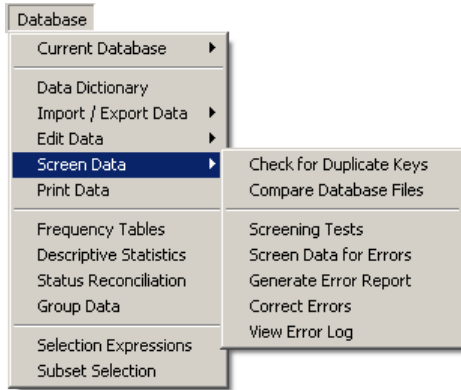 Database
Current Database
Data Dictionary
Import / Export Data
Edit Data
Screen Data
Print Data
Frequency Tables
Descriptive Statistics
Status Reconciliation
Group Data
Selection Expressions
Subset Selection
Check for Duplicate Keys
Compare Database Files
Screening Tests
Screen Data for Errors
Generate Error Report
Correct Errors
View Error Log